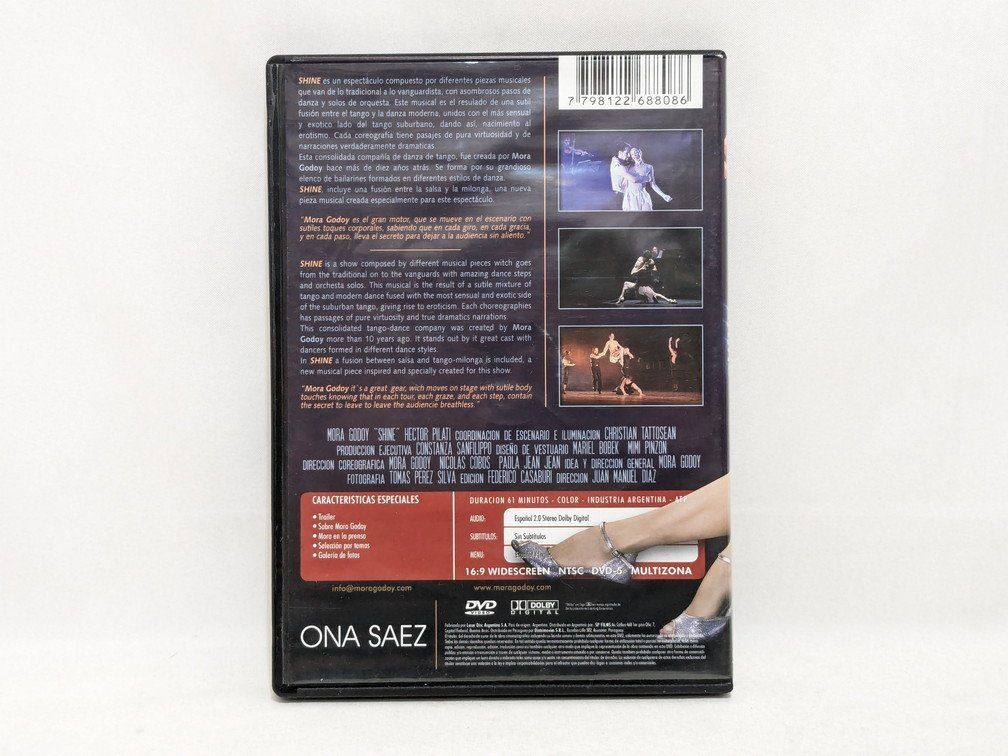 SHINE es un espectáculo compuesto por diferentes piezas musicales
que van de lo tradicional a lo vanguardista, con asombrosos pasos de
danza y solos de orquesta. Este musical es el resulado de una sutil
fusión entre el tango y la danza moderna, unidos con el más sensual
y exotico lado del tango suburbano, dando así, nacimiento al
erotismo. Cada coreografía tiene pasajes de pura virtuosidad y de
narraciones verdaderamente dramaticas.
Esta consolidada compañía de danza de tango, fue creada por Mora
Godoy hace más de diez años atrás. Se forma por su grandioso
elenco de bailarines formados en diferentes estilos de danza.
SHINE, incluye una fusión entre la salsa y la milonga, una nueva
pieza musical creada especialmente para este espectáculo.
"Mora Godoy es el gran motor, que se mueve en el escenario con
subtiles toques corporales, sabiendo que en cada giro, en cada gracia,
y en cada paso, lleva el secreto para dejar a la audiencia sin aliento."
SHINE is a show composed by different musical pieces witch goes
from the traditional on to the vanguards with amazing dance steps
and orchesta solos. This musical is the result of a sutile mixture of
tango and modern dance fused with the most sensual and exotic side
of the suburban tango, giving rise to eroticism. Each choreographies
has passages of pure virtuosity and true dramatics narrations.
This consolidated tango-dance company was created by Mora
Godoy more than 10 years ago. It stands out by it great cast with
dancers formed in different dance styles.
In SHINE a fusion between salsa and tango-milonga is included, a
new musical piece inspired and specially created for this show.
"Mora Godoy it´s a great gear, wich moves on stage with sutile body
touches knowing that in each tour, each graze, and each step, contain
the secret to leave to leave the audiencie breathless."
7 798122 688086
MORA GODOY "SHINE" HECTOR PILATI COORDINACION DE ESCENARIO E ILUMINACION CHRISTIAN TATTOSEAN
PRODUCCION EJECUTIVA CONSTANZA SANFILIPPO DISEÑO DE VESTUARIO MARIEL BOBEK MIMI PINZON
DIRECCION COREOGRAFICA MORA GODOY NICOLAS COBOS PAOLA JEAN JEAN IDEA Y DIRECCION GENERAL MORA GODOY
FOTOGRAFIA TOMAS PEREZ SILVA EDICION FEDERICO CASABURI DIRECCION JUAN MANUEL DIAZ
CARACTERISTICAS ESPECIALES
• Trailer
• Sobre Mora Godoy
• Mora en la prensa
• Selección por temas
• Galería de fotos
DURACION 61 MINUTOS - COLOR - INDUSTRIA ARGENTINA -
AUDIO: Español 2.0 Stereo Dolby Digital
SUBTITULOS: Sin Subtítulos
MENU:
16:9 WIDESCREEN NTSC DVD-5 MULTIZONA
info@moragodoy.com
www.moragodoy.com
DVD VIDEO
DOLBY DIGITAL
ONA SAEZ